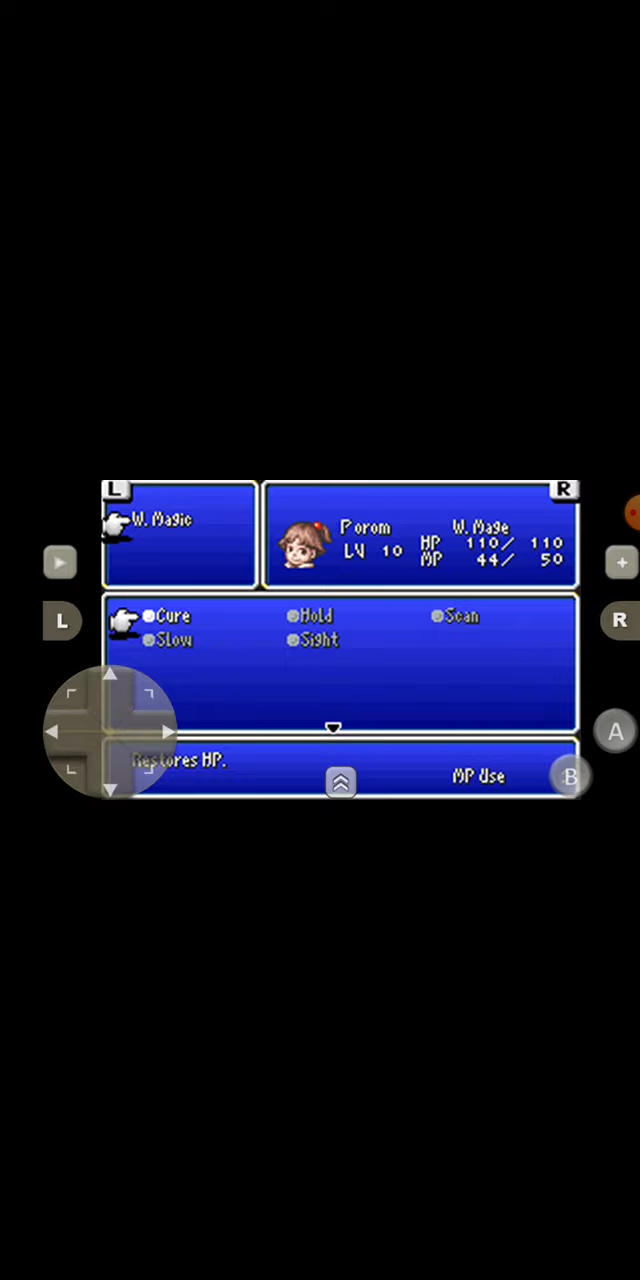 L R
W. Magic
Porom W. Mage
LV 10 HP 110/ 110
MP 44/ 50
L R
Cure Hold Scan
Slow Sight
A
Restores HP.
MP Use B